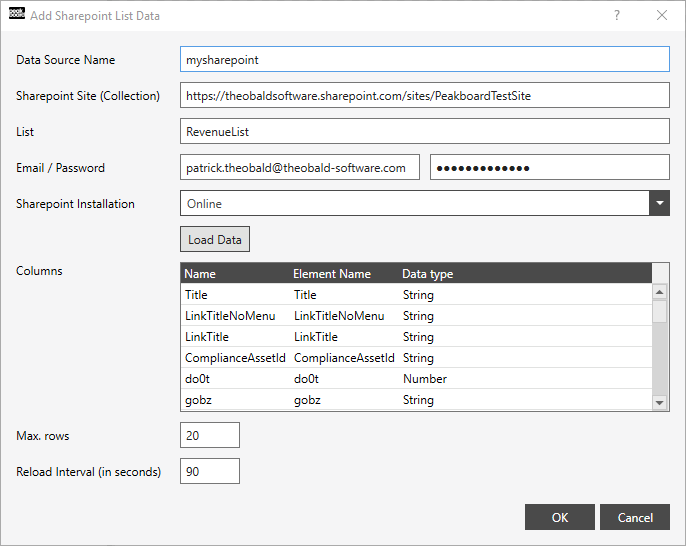 peak board Add Sharepoint List Data ?
Data Source Name mysharepoint
Sharepoint Site (Collection) https://theobaldsoftware.sharepoint.com/sites/PeakboardTestSite
List RevenueList
Email / Password patrick.theobald@theobald-software.com ●●●●●●●●●●●●●
Sharepoint Installation Online
Load Data
Columns Name Element Name Data type
Title Title String
LinkTitleNoMenu LinkTitleNoMenu String
LinkTitle LinkTitle String
ComplianceAssetId ComplianceAssetId String
do0t do0t Number
gobz gobz String
Max. rows 20
Reload Interval (in seconds) 90
OK Cancel